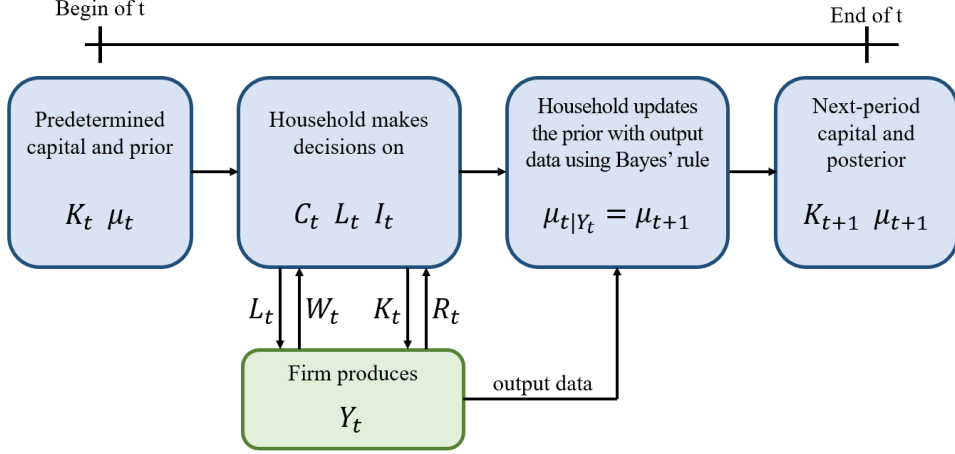 Begin of t
End of t
Predetermined
capital and prior
K_t μ_t
Household makes
decisions on
C_t L_t I_t
Household updates
the prior with output
data using Bayes' rule
μ_{t|Y_t} = μ_{t+1}
Next-period
capital and
posterior
K_{t+1} μ_{t+1}
L_t W_t K_t R_t
Firm produces
Y_t
output data